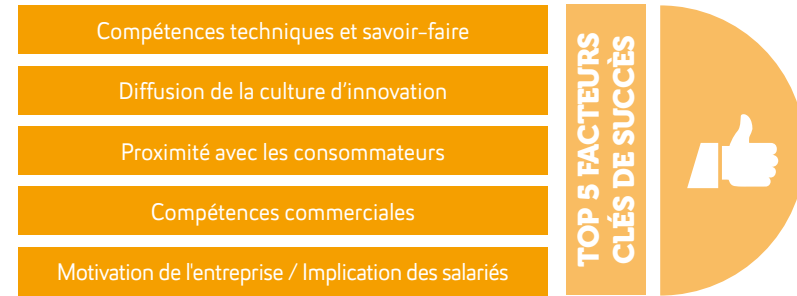 Compétences techniques et savoir-faire
Diffusion de la culture d'innovation
Proximité avec les consommateurs
Compétences commerciales
Motivation de l'entreprise / Implication des salariés
TOP 5 FACTEURS
CLÉS DE SUCCÈS